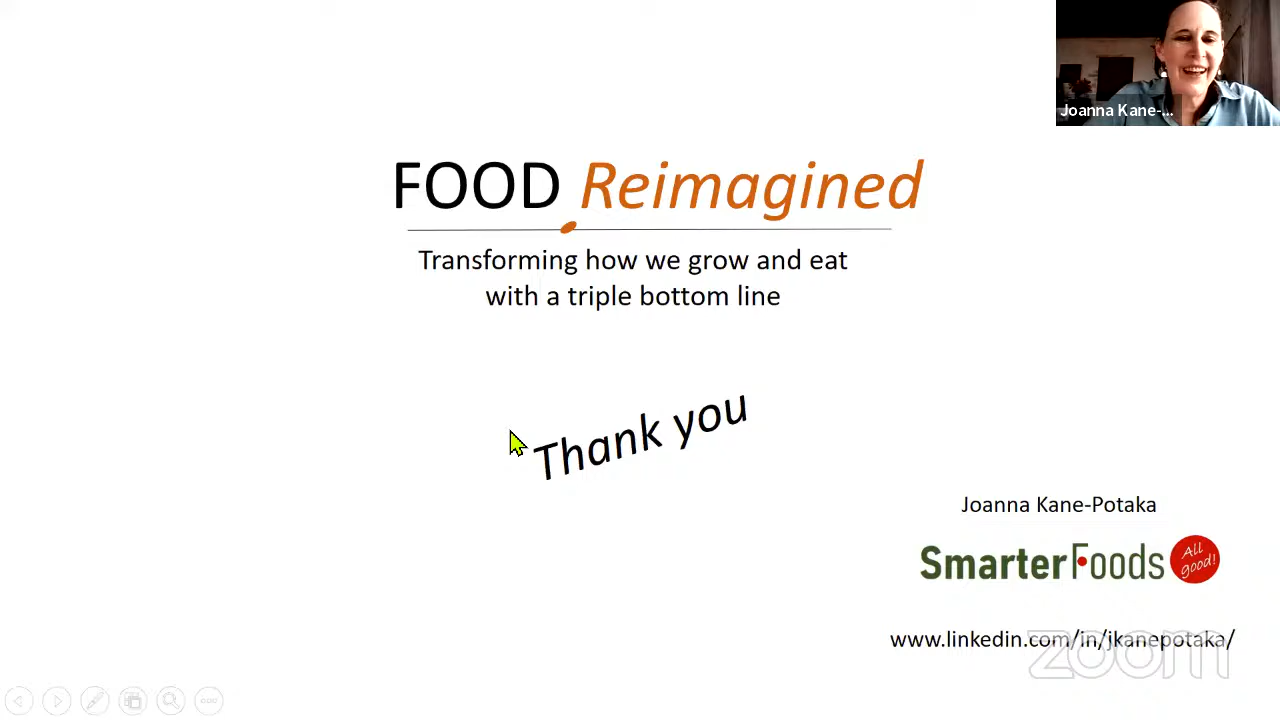 Joanna Kane-...
FOOD Reimagined
Transforming how we grow and eat
with a triple bottom line
Thank you
Joanna Kane-Potaka
SmarterFoods All good!
www.linkedin.com/in/jkanepotaka/
zoom